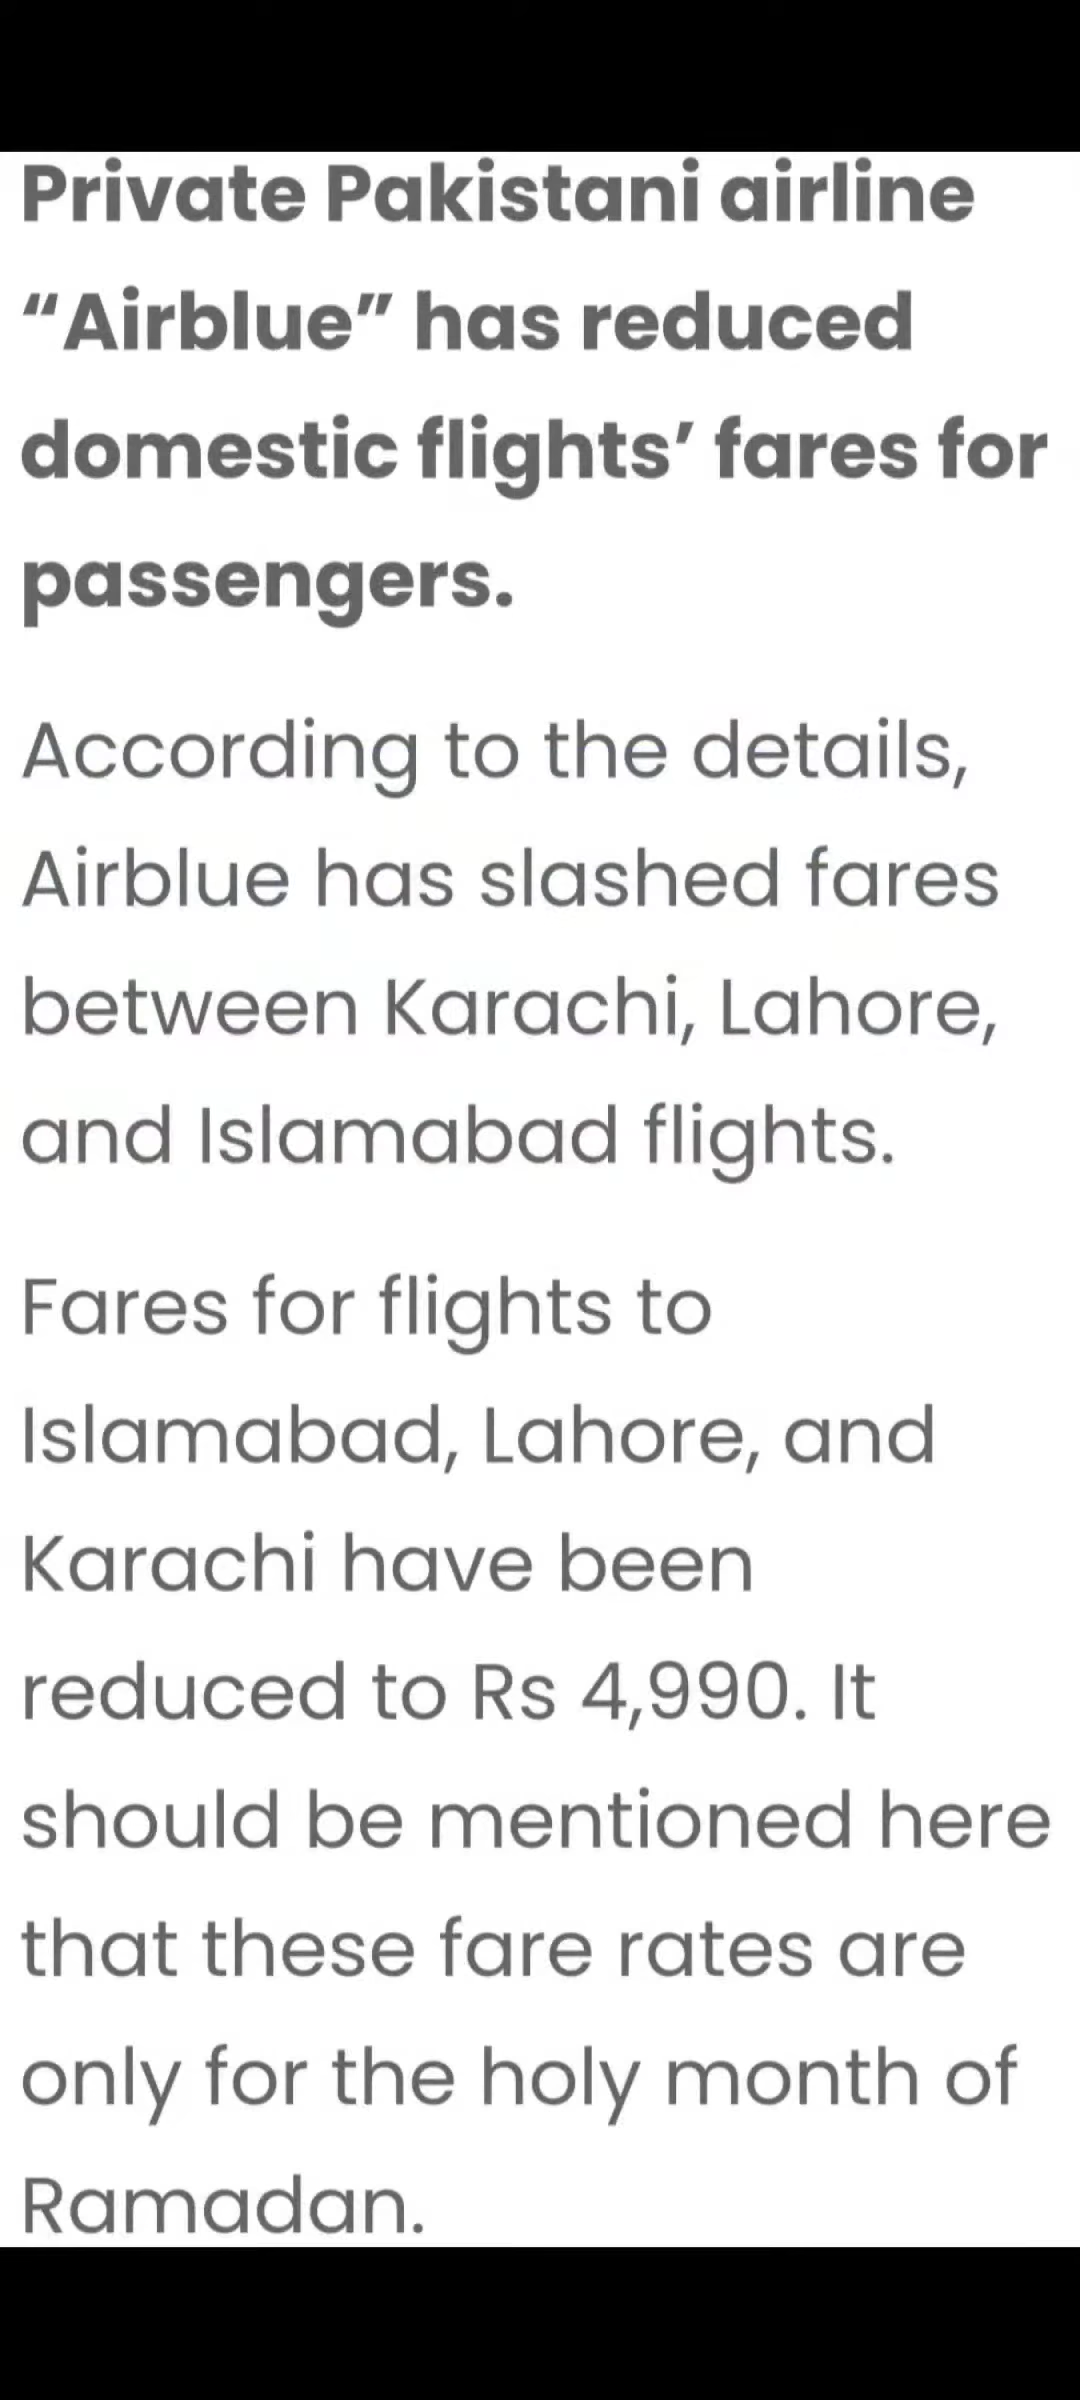 Private Pakistani airline
“Airblue” has reduced
domestic flights’ fares for
passengers.
According to the details,
Airblue has slashed fares
between Karachi, Lahore,
and Islamabad flights.
Fares for flights to
Islamabad, Lahore, and
Karachi have been
reduced to Rs 4,990. It
should be mentioned here
that these fare rates are
only for the holy month of
Ramadan.